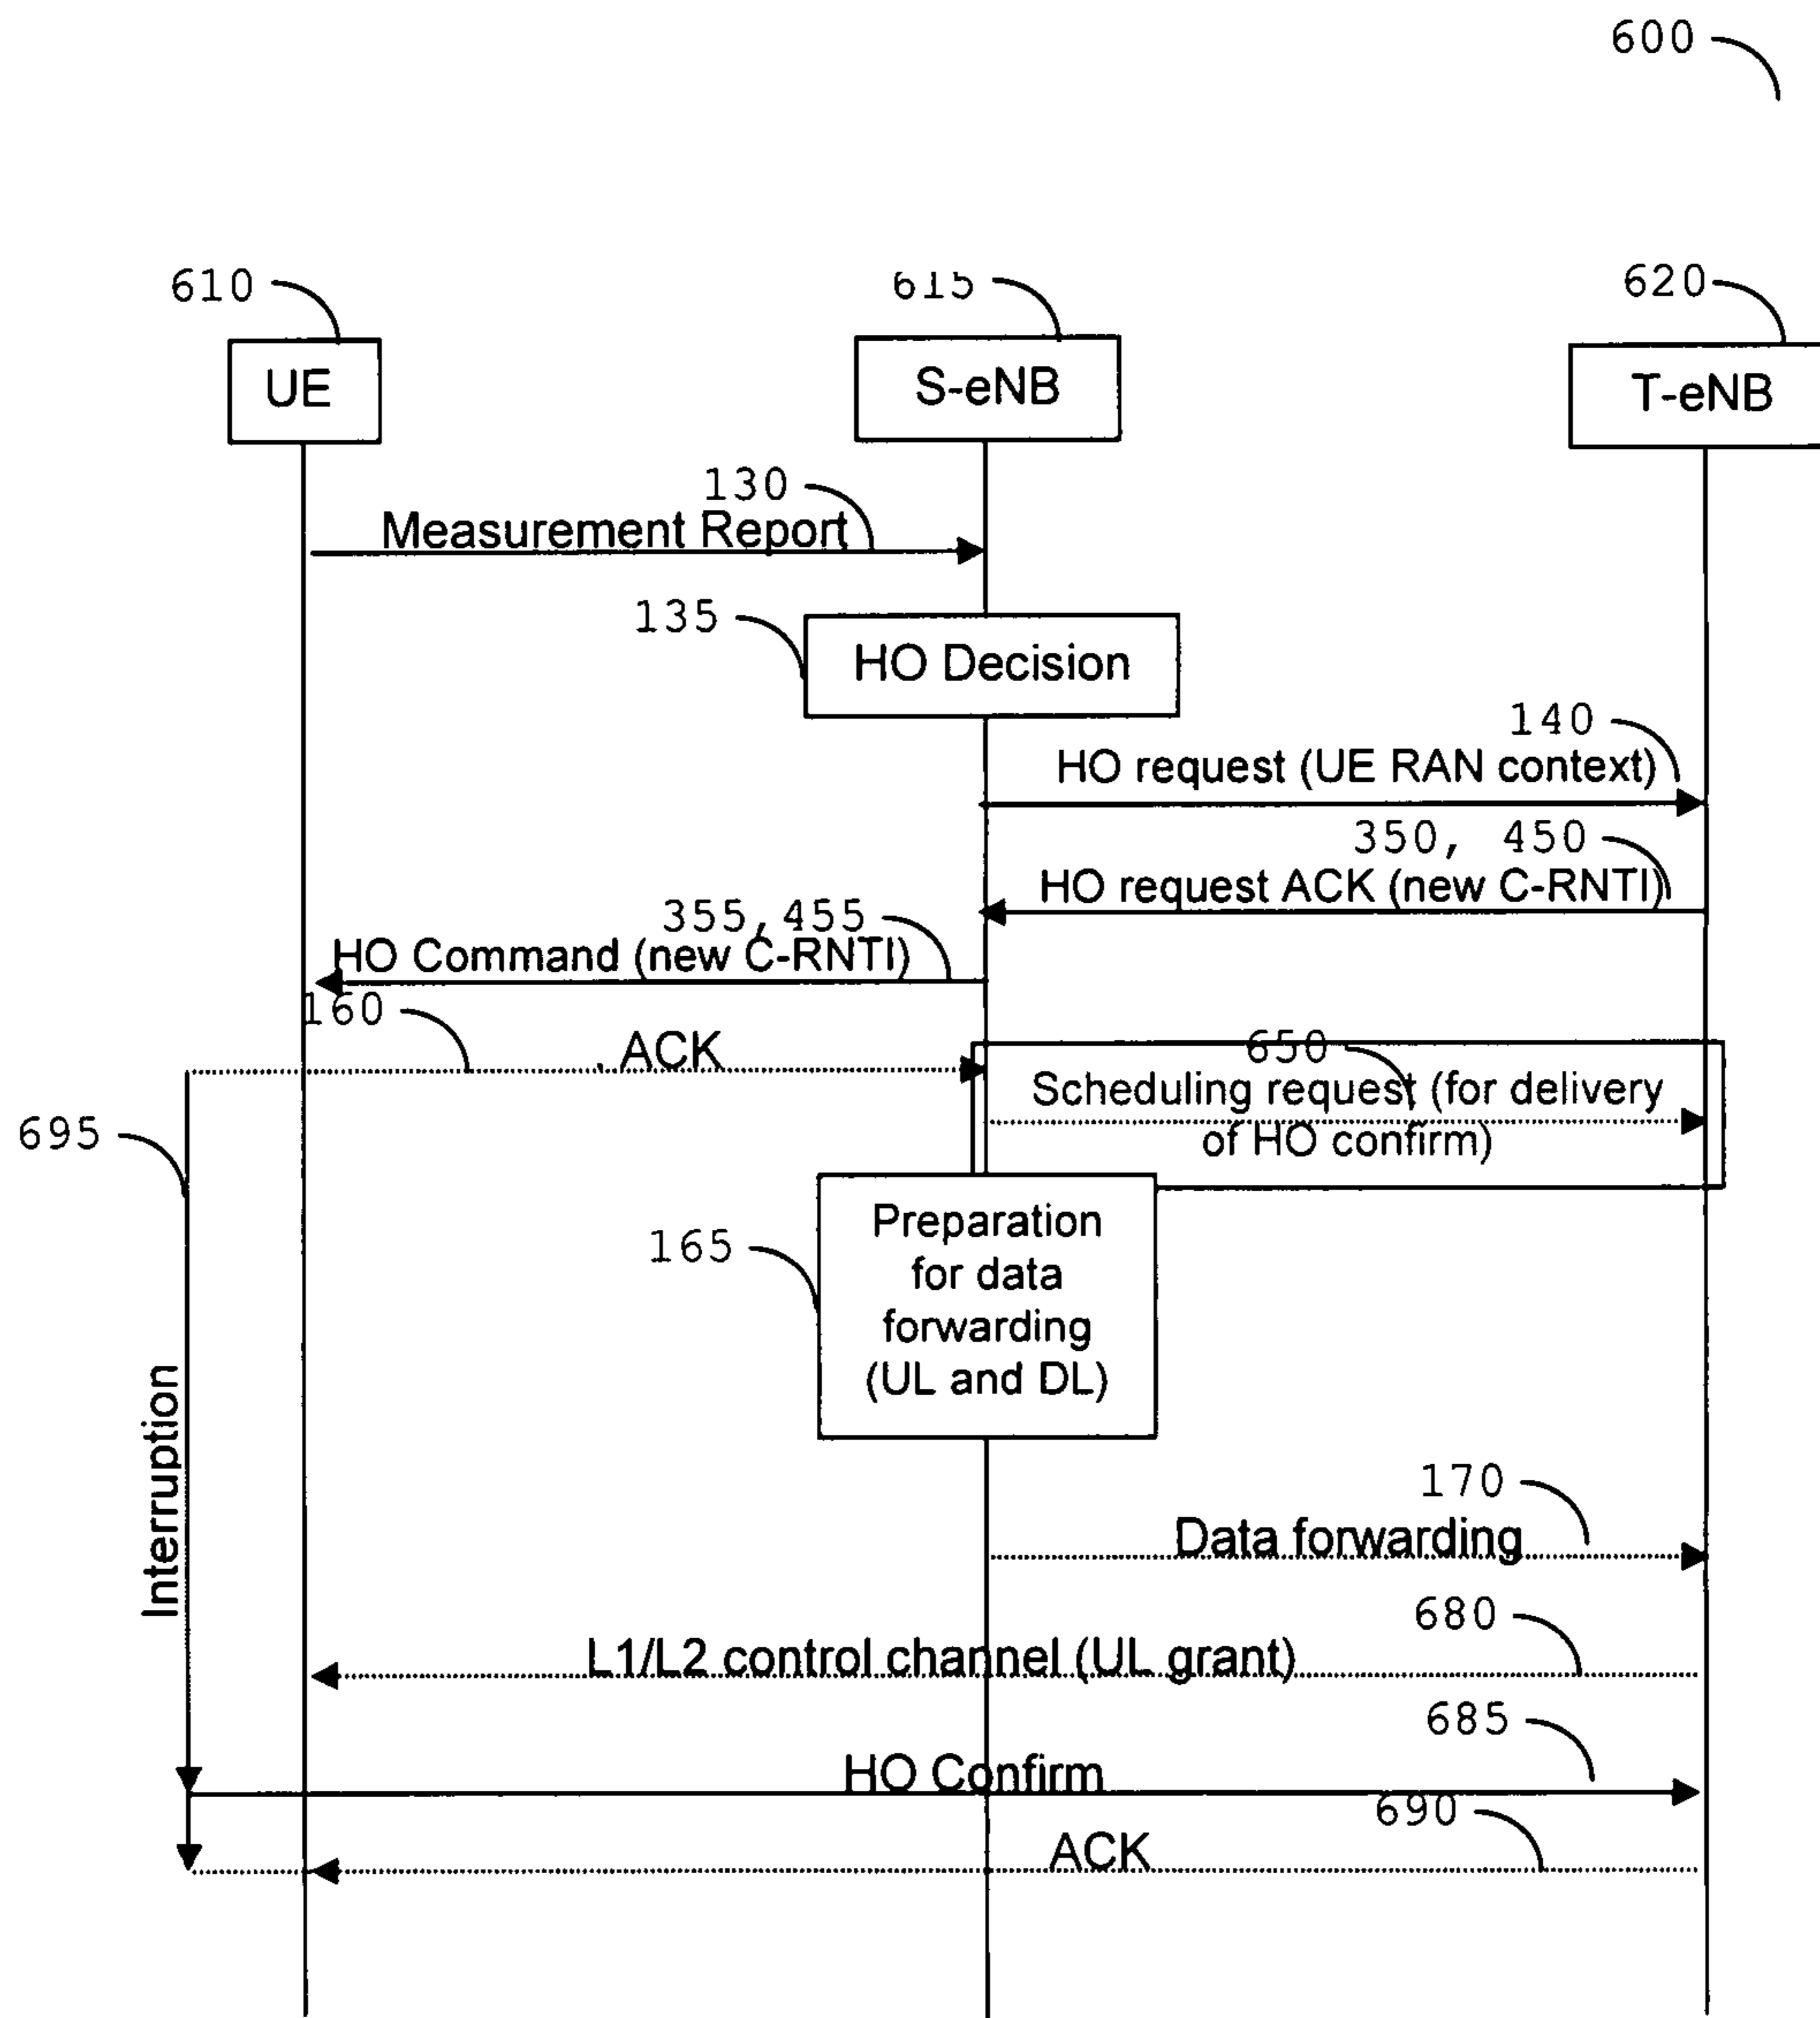 600
610
615
620
UE
S-eNB
T-eNB
130
Measurement Report
135
HO Decision
140
HO request (UE RAN context)
350, 450
HO request ACK (new C-RNTI)
355,455
HO Command (new C-RNTI)
160
ACK
650
Scheduling request (for delivery
of HO confirm)
695
165
Preparation
for data
forwarding
(UL and DL)
Interruption
170
Data forwarding
680
L1/L2 control channel (UL grant)
685
HO Confirm
690
ACK